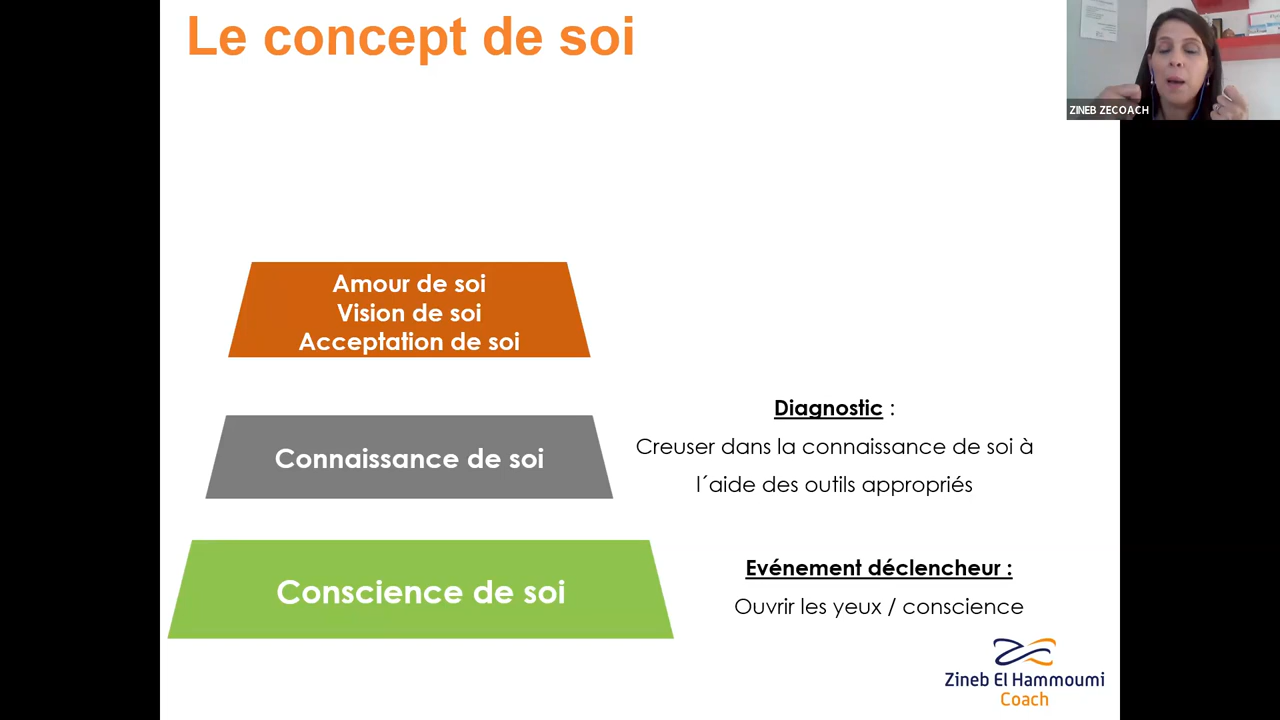 Le concept de soi
ZINEB ZECOACH
Amour de soi
Vision de soi
Acceptation de soi
Connaissance de soi
Diagnostic :
Creuser dans la connaissance de soi à
l´aide des outils appropriés
Conscience de soi
Evénement déclencheur :
Ouvrir les yeux / conscience
Zineb El Hammoumi
Coach